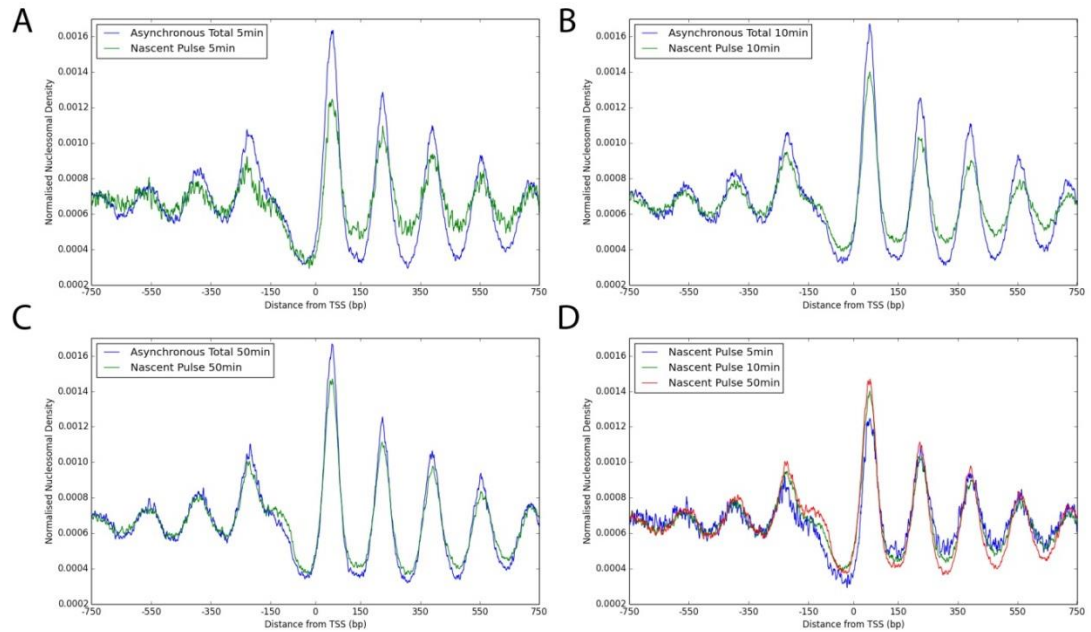 A
Asynchronous Total 5min
Nascent Pulse 5min
Normalised Nucleosomal Density
0.0016
0.0014
0.0012
0.0010
0.0008
0.0006
0.0004
0.0002
-750 -550 -350 -150 0 150 350 550 750
Distance from TSS (bp)
B
Asynchronous Total 10min
Nascent Pulse 10min
Normalised Nucleosomal Density
0.0016
0.0014
0.0012
0.0010
0.0008
0.0006
0.0004
0.0002
-750 -550 -350 -150 0 150 350 550 750
Distance from TSS (bp)
C
Asynchronous Total 50min
Nascent Pulse 50min
Normalised Nucleosomal Density
0.0016
0.0014
0.0012
0.0010
0.0008
0.0006
0.0004
0.0002
-750 -550 -350 -150 0 150 350 550 750
Distance from TSS (bp)
D
Nascent Pulse 5min
Nascent Pulse 10min
Nascent Pulse 50min
Normalised Nucleosomal Density
0.0016
0.0014
0.0012
0.0010
0.0008
0.0006
0.0004
0.0002
-750 -550 -350 -150 0 150 350 550 750
Distance from TSS (bp)